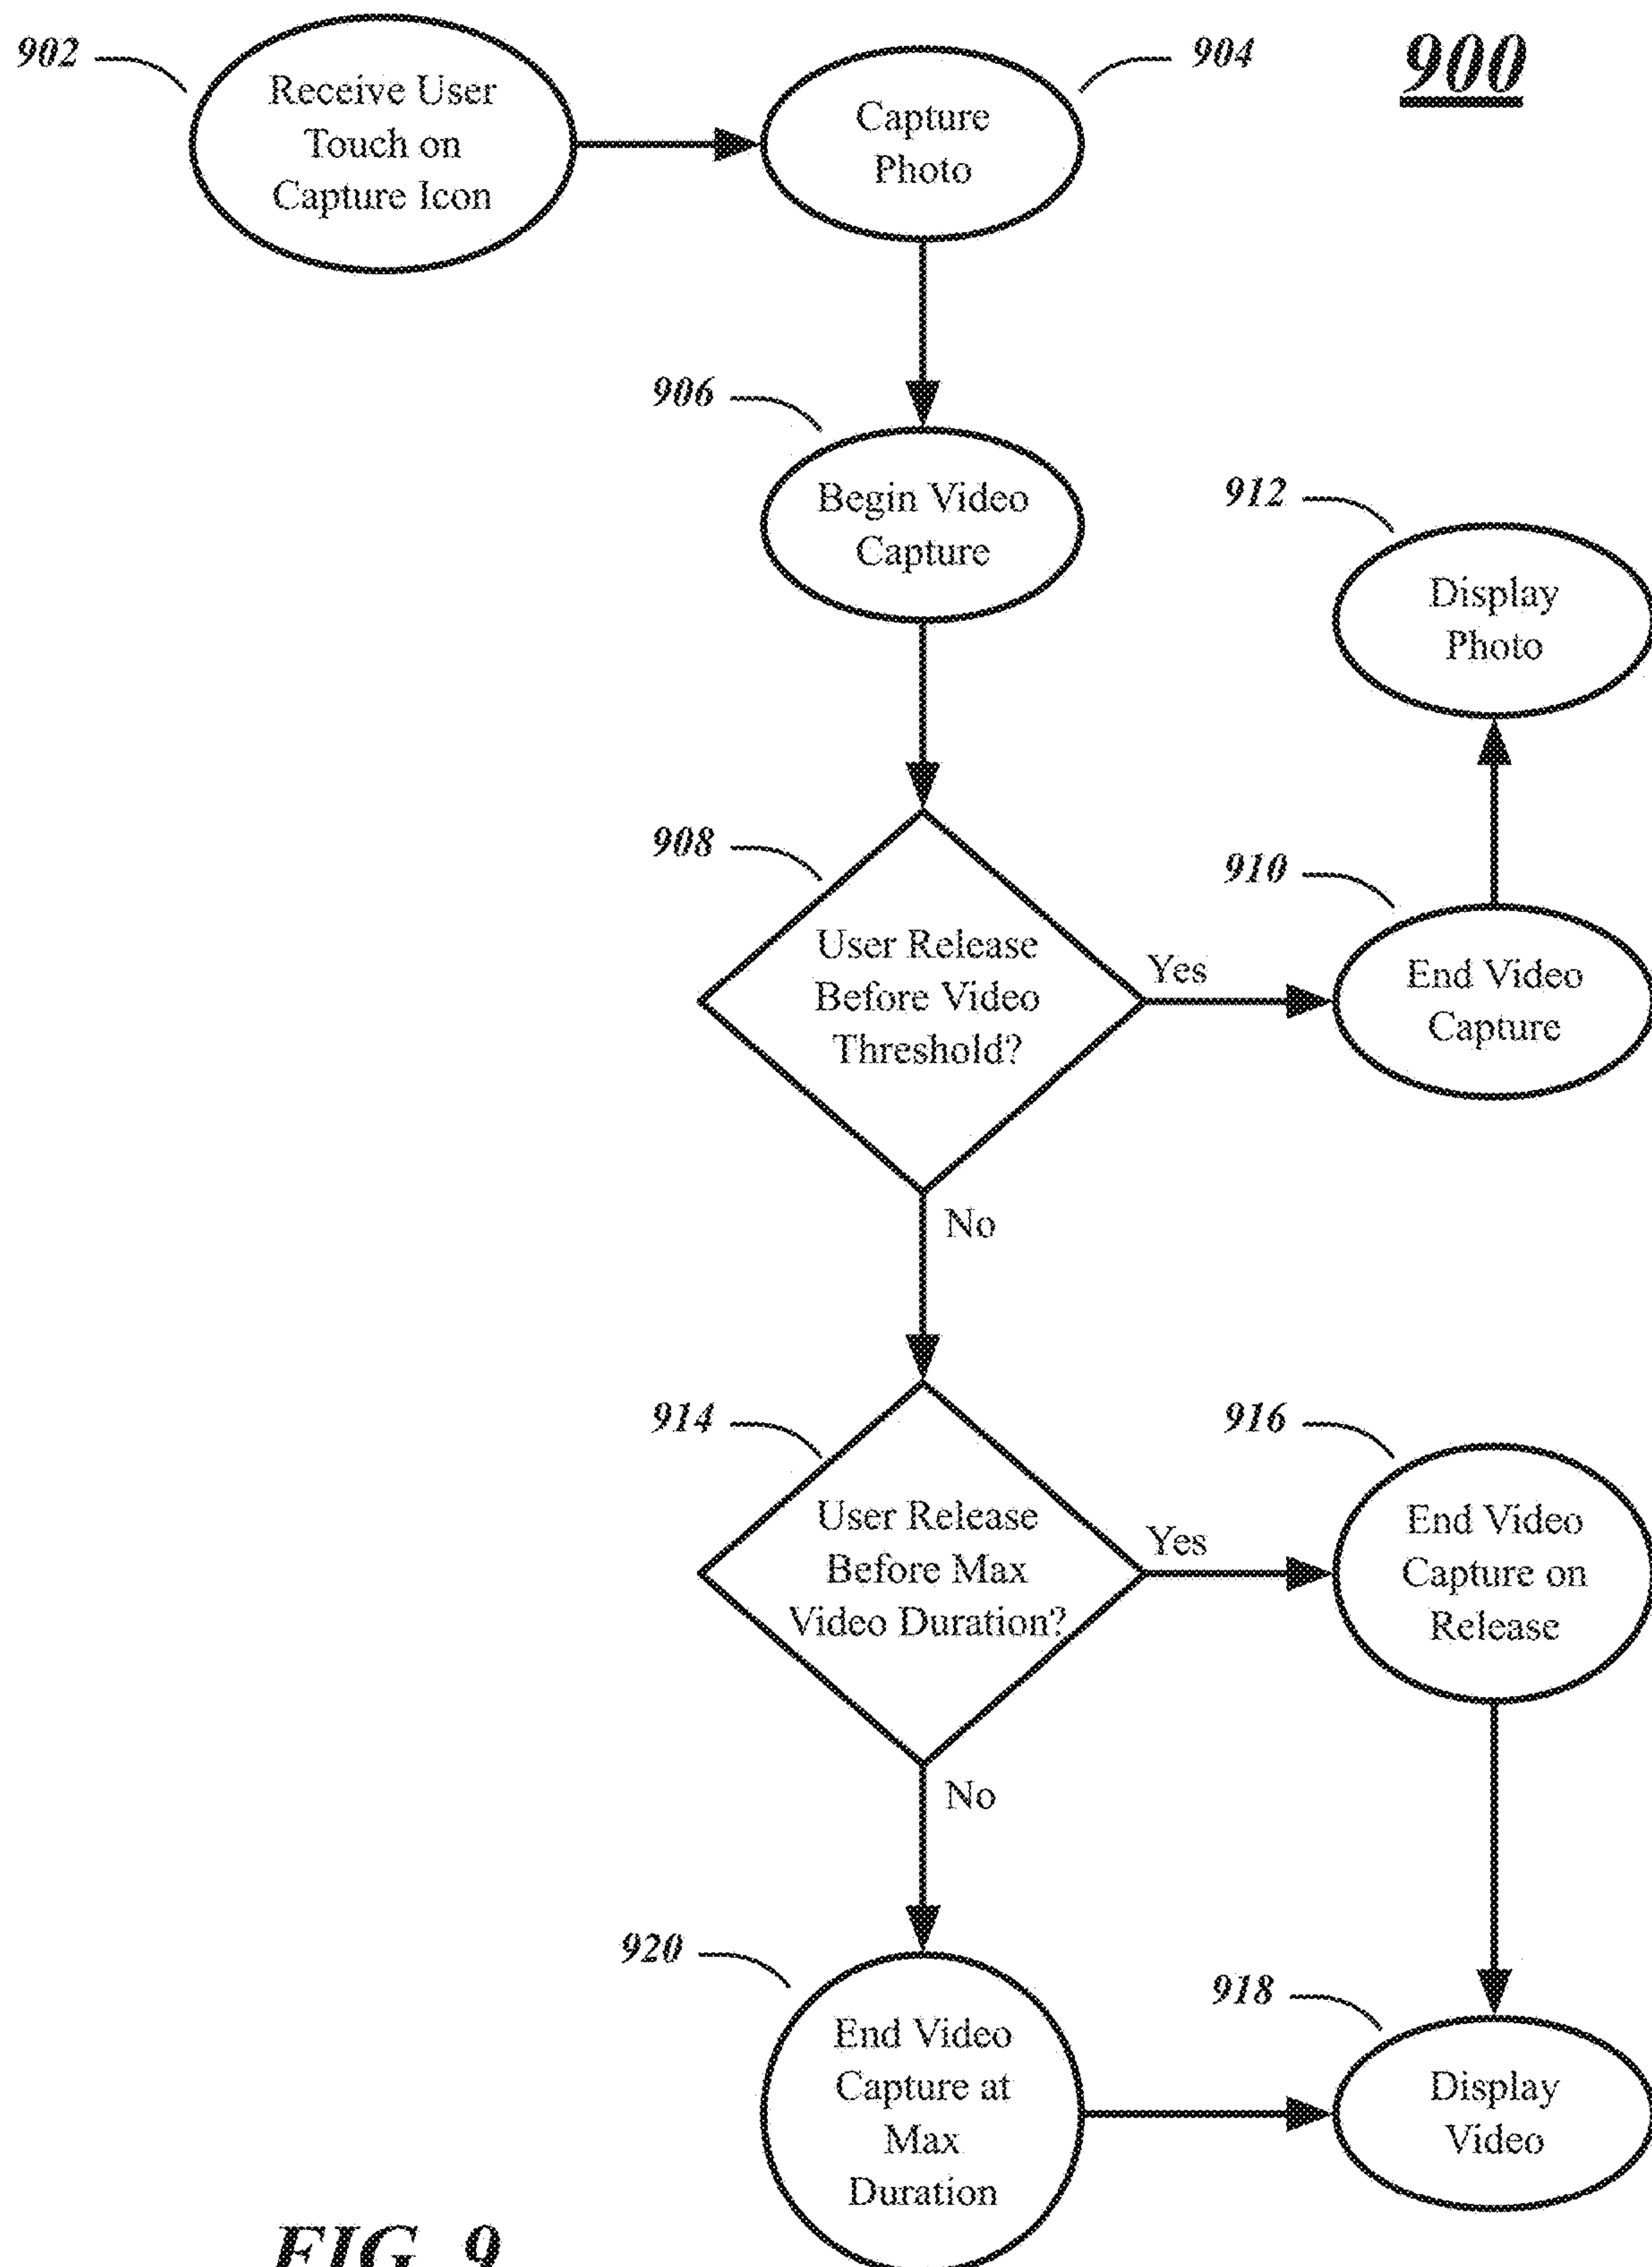 902
Receive User
Touch on
Capture Icon
904
Capture
Photo
900
906
Begin Video
Capture
912
Display
Photo
908
User Release
Before Video
Threshold?
Yes
910
End Video
Capture
No
914
User Release
Before Max
Video Duration?
Yes
916
End Video
Capture on
Release
No
920
End Video
Capture at
Max
Duration
918
Display
Video
FIG. 9